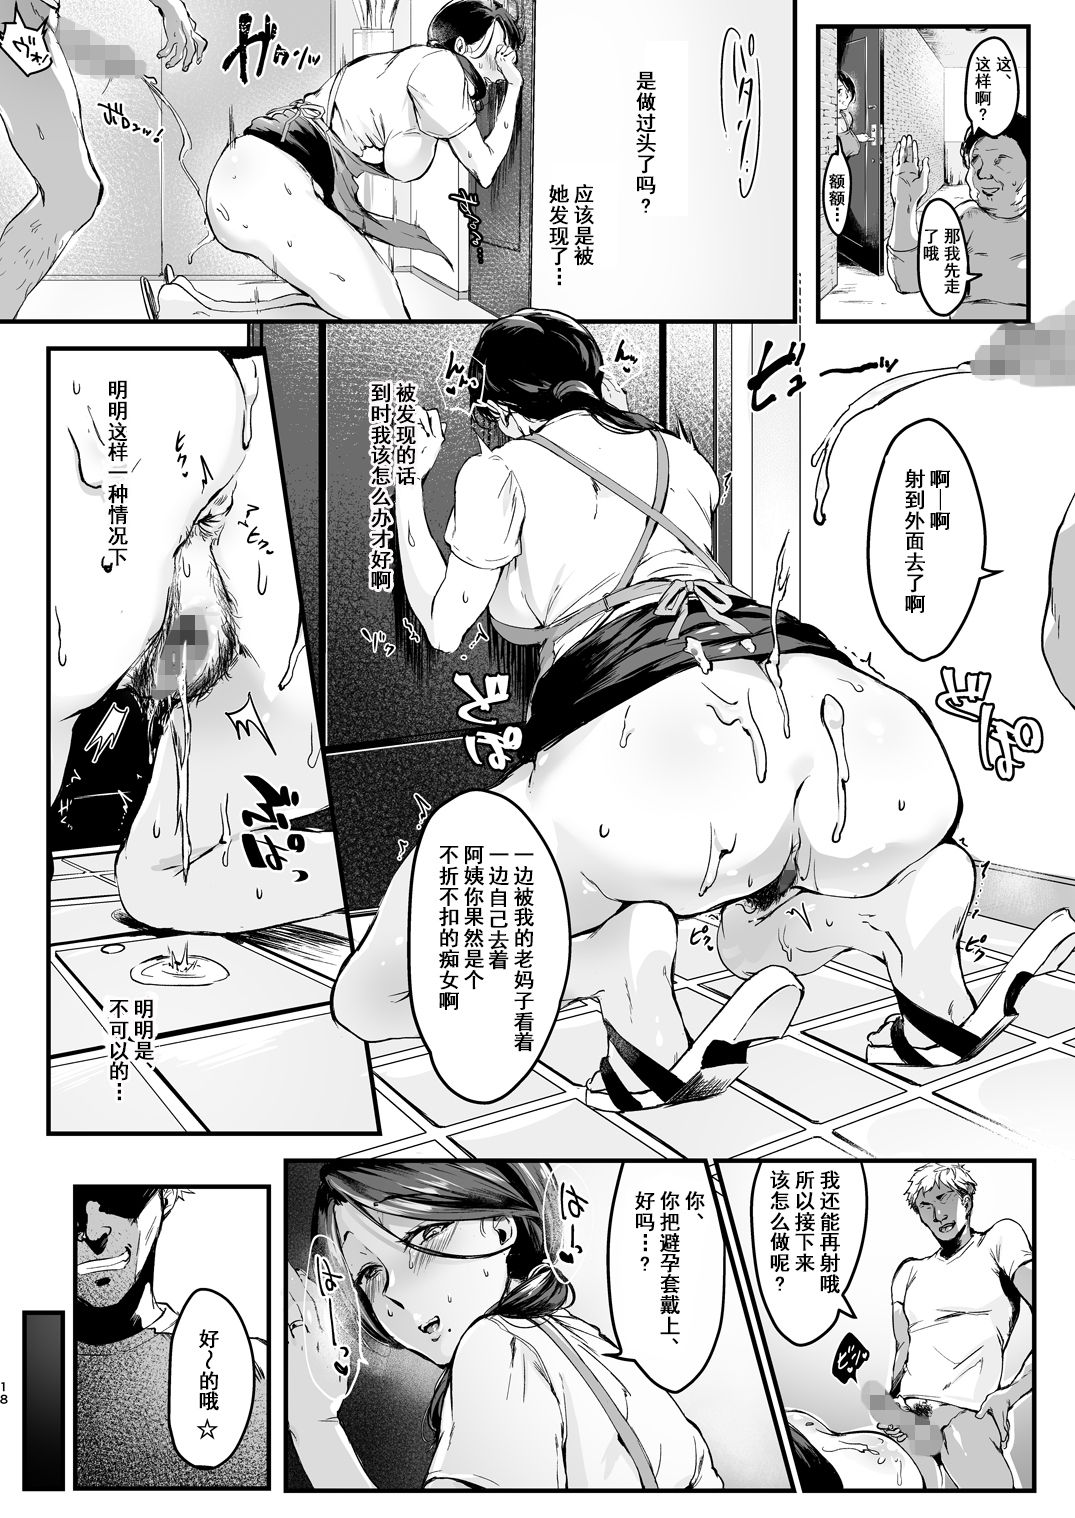 这、
这样啊?
额额…
那我先走
了哦
是做过头了吗?
应该是被
她发现了…
被发现的话
到时我该怎么办才好啊
啊—啊
射到外面去了啊
明明这样一种情况下
一边被我的老妈子看着
一边自己去着
阿姨你果然是个
不折不扣的痴女啊
明明是、
不可以的…
我还能再射哦
所以接下来
该怎么做呢?
你、
你把避孕套戴上、
好吗…?
好~的哦☆
18